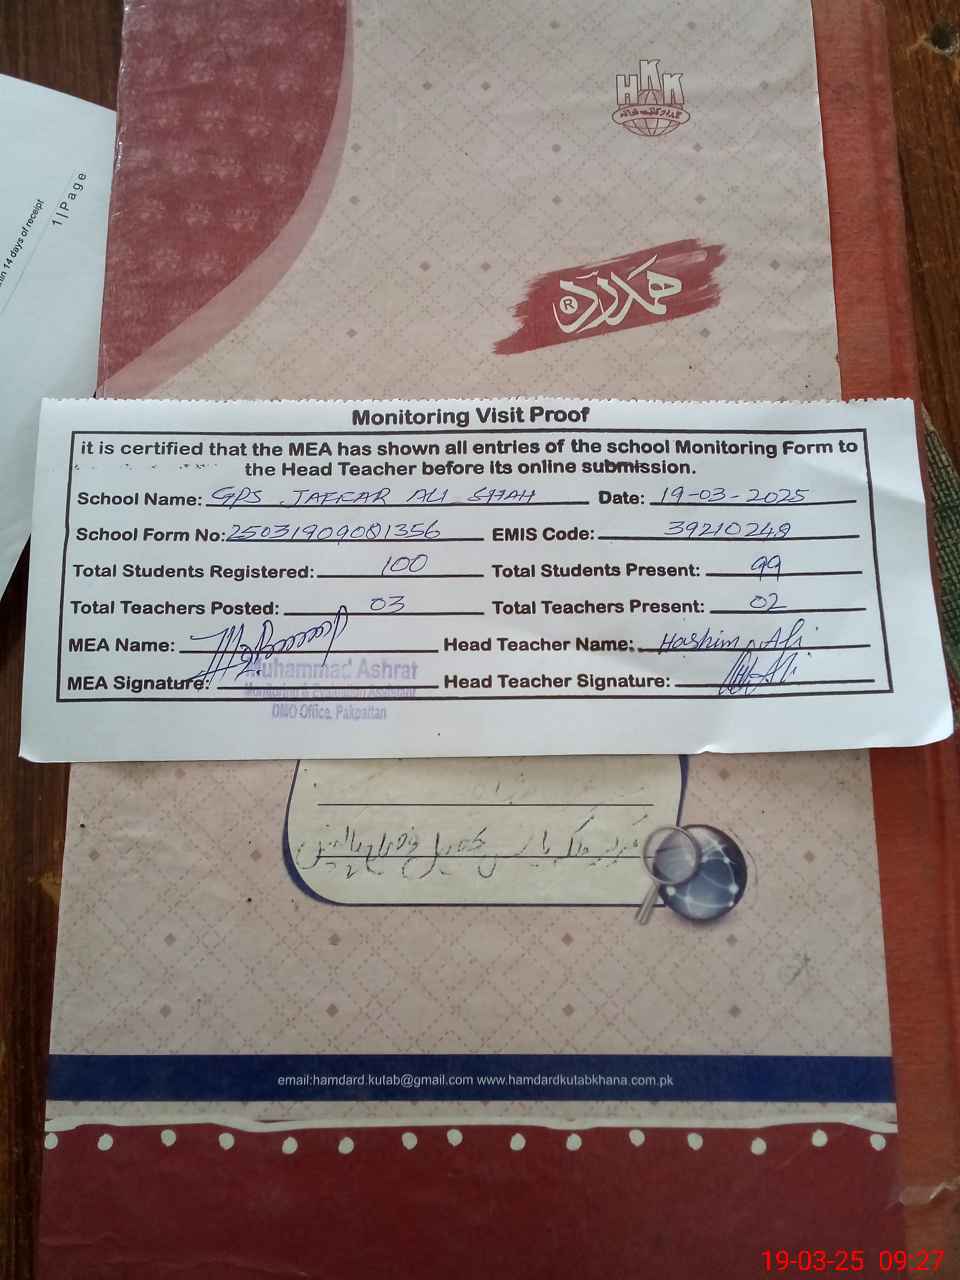 1 | Page
hin 14 days of receipt
HKK
ہمدرد
®
Monitoring Visit Proof
it is certified that the MEA has shown all entries of the school Monitoring Form to
the Head Teacher before its online submission.
School Name: GPS JAFFAR ALI SHAH Date: 19-03-2025
School Form No: 25031909081356 EMIS Code: 39210248
Total Students Registered: 100 Total Students Present: 99
Total Teachers Posted: 03 Total Teachers Present: 02
MEA Name: Head Teacher Name: Hashim Ali
MEA Signature: Head Teacher Signature:
Muhammad Ashraf
Monitoring & Evaluation Assistant
DMO Office, Pakpattan
email:hamdard.kutab@gmail.com www.hamdardkutabkhana.com.pk
19-03-25 09:27